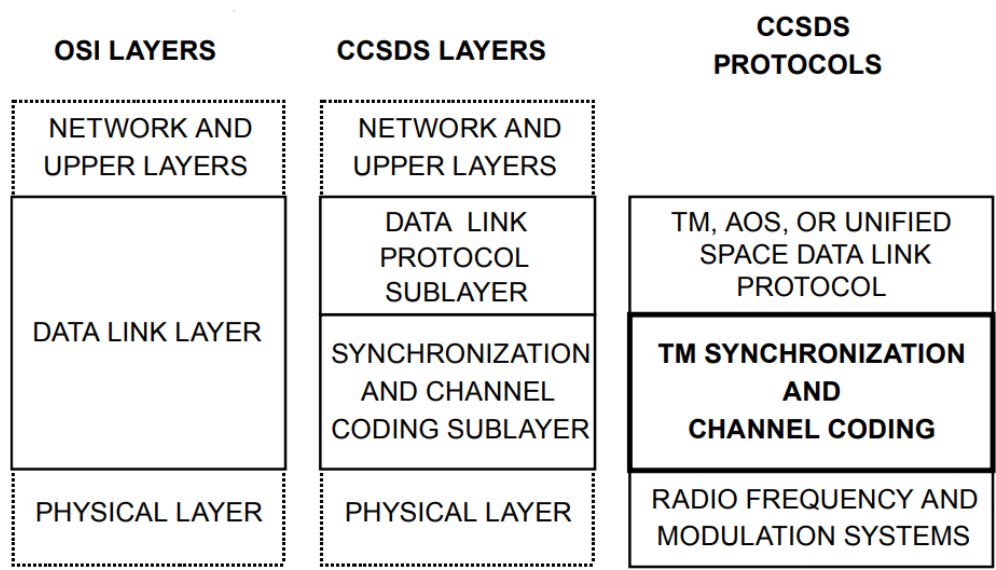 OSI LAYERS
CCSDS LAYERS
CCSDS
PROTOCOLS
NETWORK AND
UPPER LAYERS
NETWORK AND
UPPER LAYERS
DATA LINK LAYER
DATA LINK
PROTOCOL
SUBLAYER
TM, AOS, OR UNIFIED
SPACE DATA LINK
PROTOCOL
SYNCHRONIZATION
AND CHANNEL
CODING SUBLAYER
TM SYNCHRONIZATION
AND
CHANNEL CODING
PHYSICAL LAYER
PHYSICAL LAYER
RADIO FREQUENCY AND
MODULATION SYSTEMS